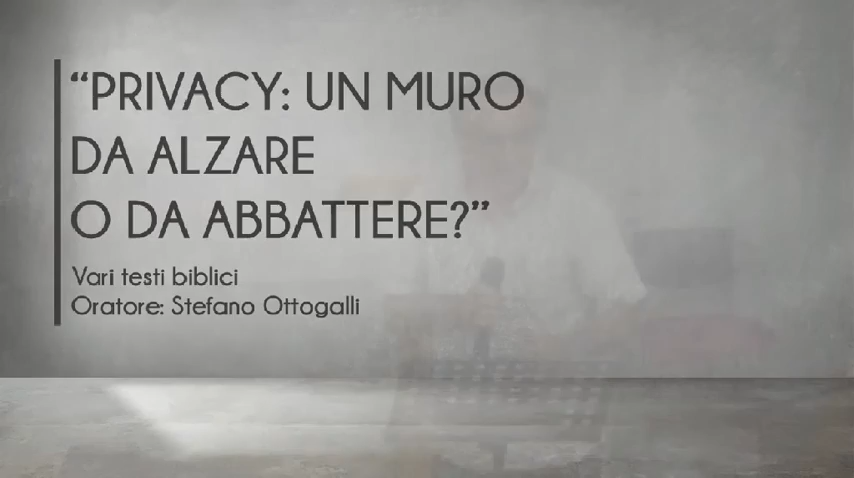 “PRIVACY: UN MURO
DA ALZARE
O DA ABBATTERE?”
Vari testi biblici
Oratore: Stefano Ottogalli